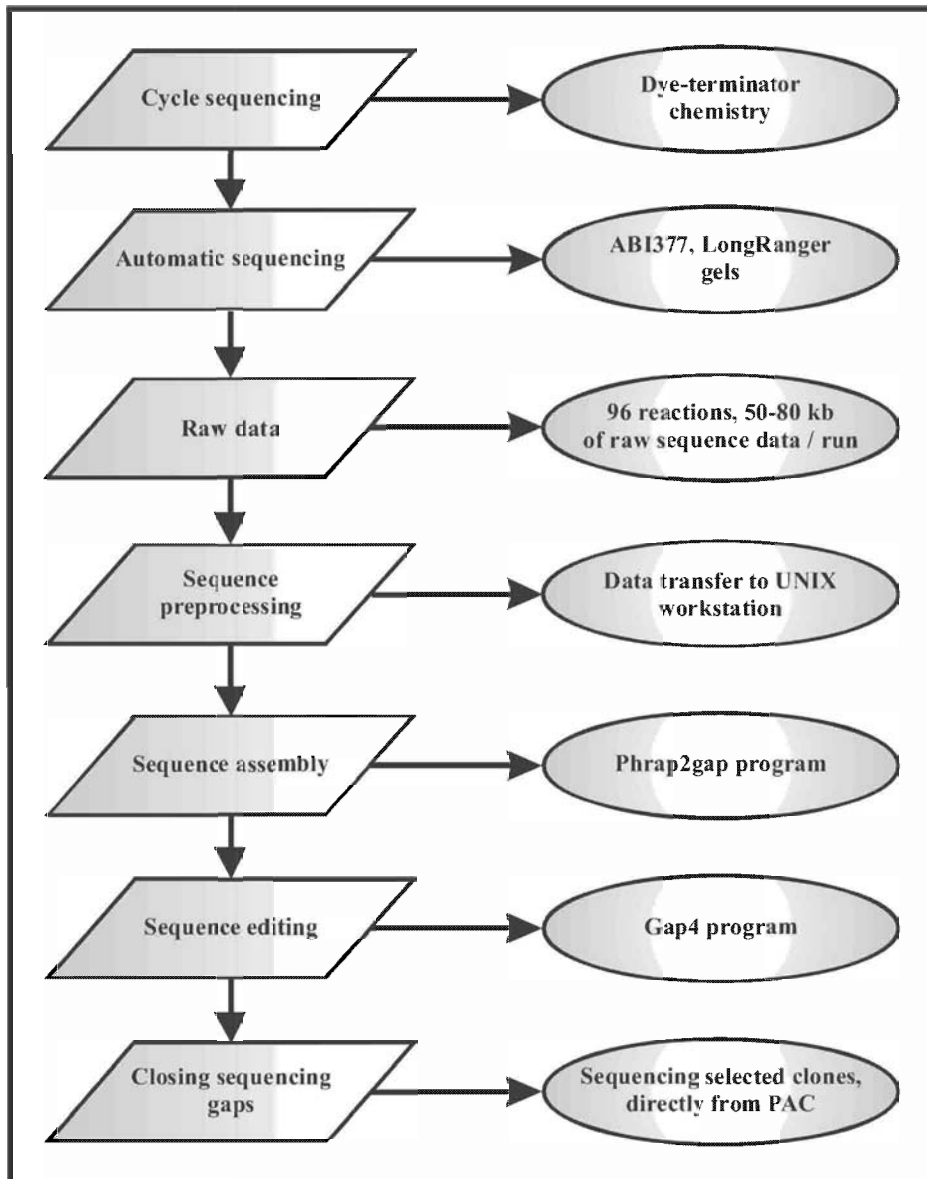 Cycle sequencing
Dye-terminator
chemistry
Automatic sequencing
ABI377, LongRanger
gels
Raw data
96 reactions, 50-80 kb
of raw sequence data / run
Sequence
preprocessing
Data transfer to UNIX
workstation
Sequence assembly
Phrap2gap program
Sequence editing
Gap4 program
Closing sequencing
gaps
Sequencing selected clones,
directly from PAC